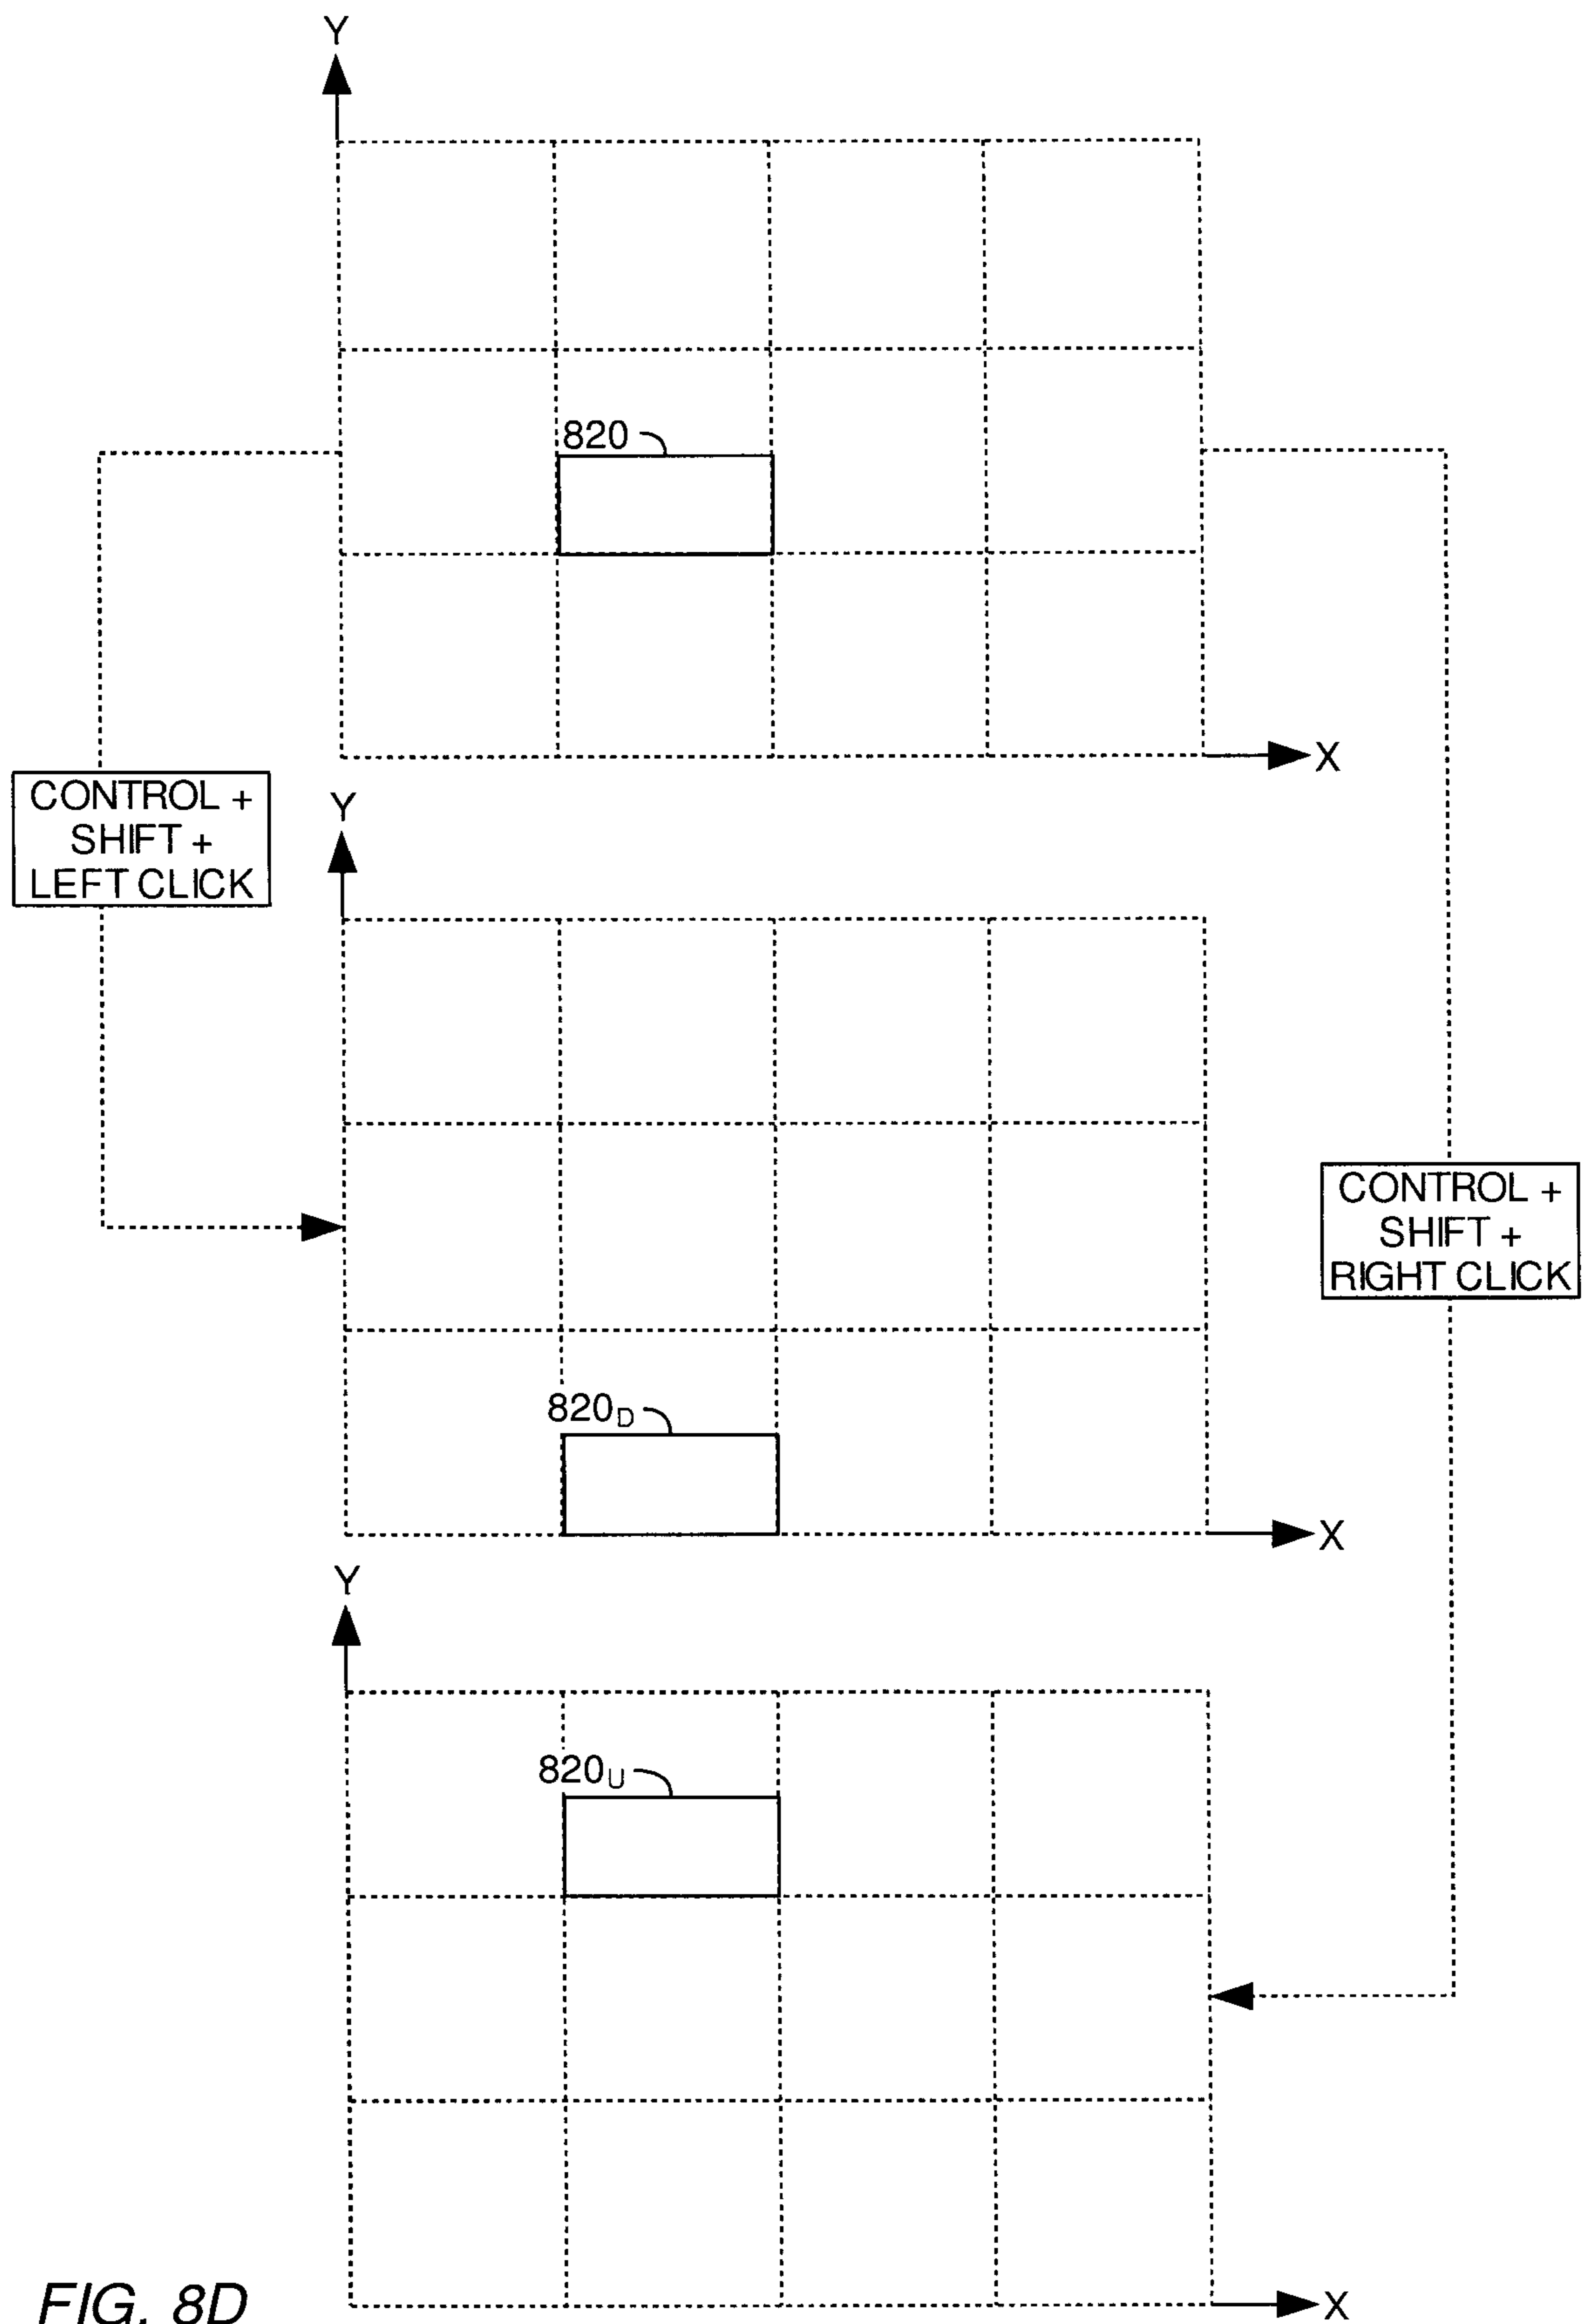 Y
820
X
CONTROL +
SHIFT +
LEFT CLICK
Y
CONTROL +
SHIFT +
RIGHT CLICK
820D
X
Y
820U
X
FIG. 8D